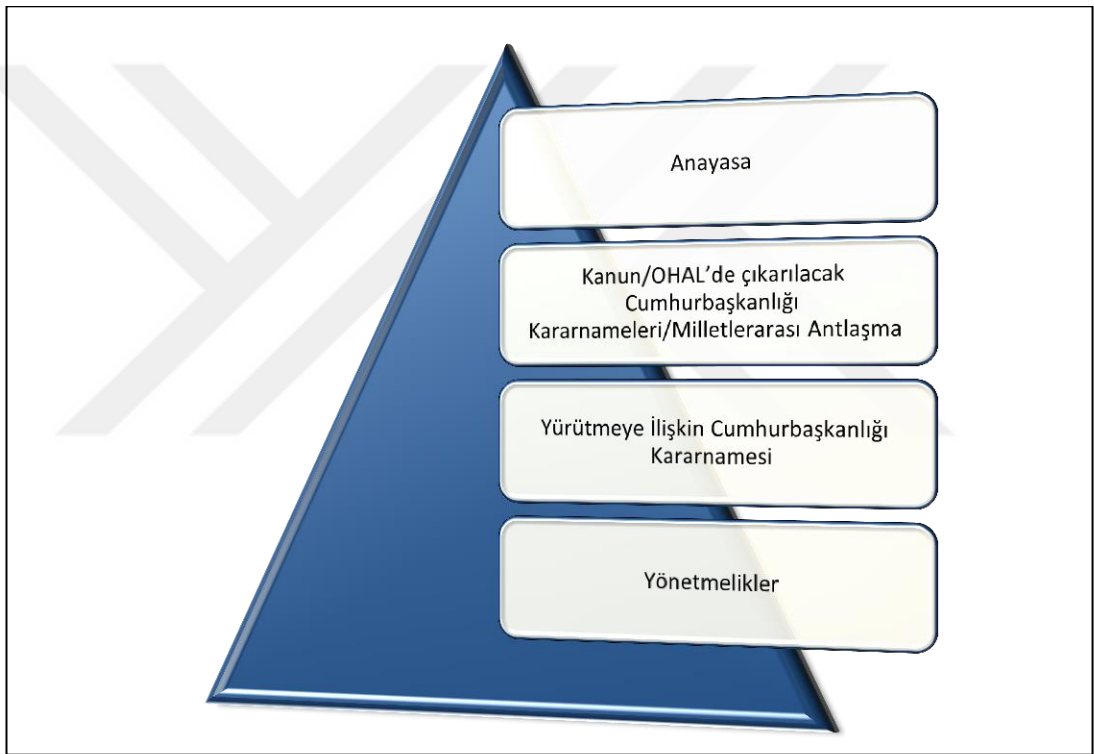 Anayasa
Kanun/OHAL’de çıkarılacak
Cumhurbaşkanlığı
Kararnameleri/Milletlerarası Antlaşma
Yürütmeye İlişkin Cumhurbaşkanlığı
Kararnamesi
Yönetmelikler